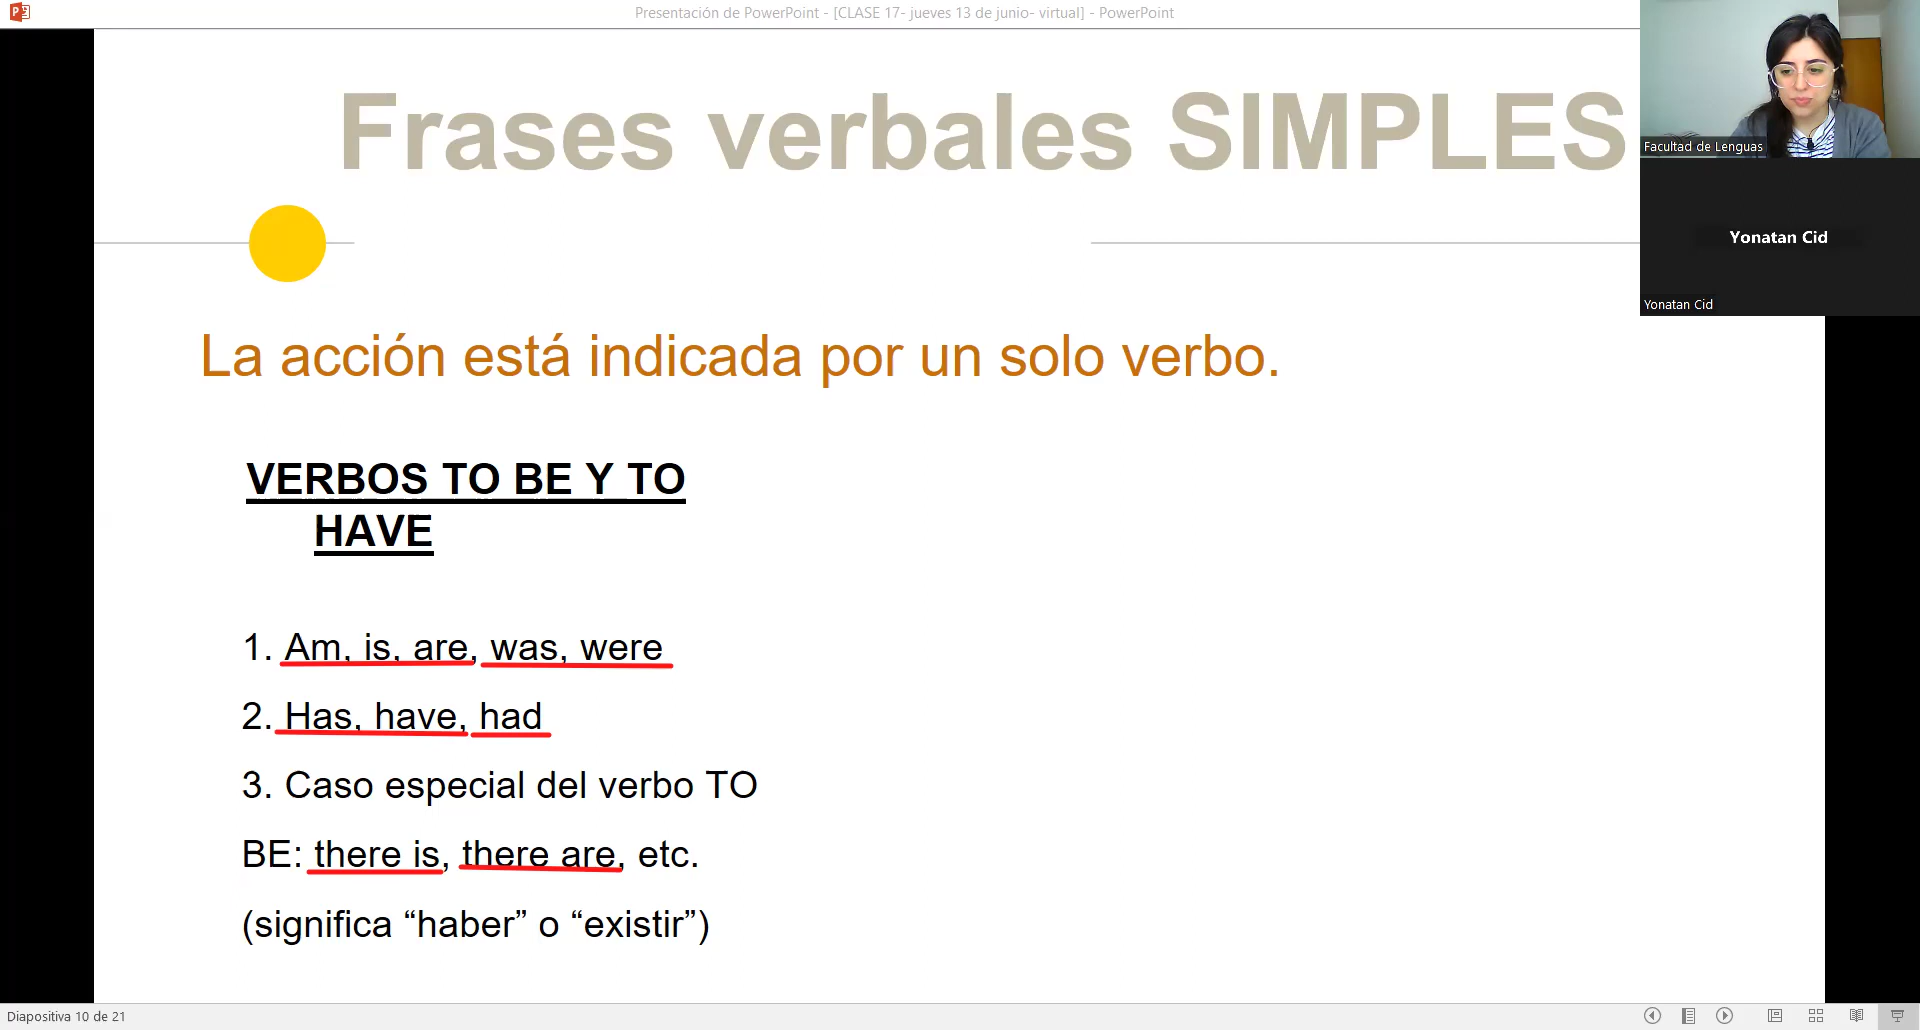 Presentación de PowerPoint - [CLASE 17- jueves 13 de junio- virtual] - PowerPoint
Frases verbales SIMPLES
Facultad de Lenguas
Yonatan Cid
Yonatan Cid
La acción está indicada por un solo verbo.
VERBOS TO BE Y TO
HAVE
1. Am, is, are, was, were
2. Has, have, had
3. Caso especial del verbo TO
BE: there is, there are, etc.
(significa “haber” o “existir”)
Diapositiva 10 de 21